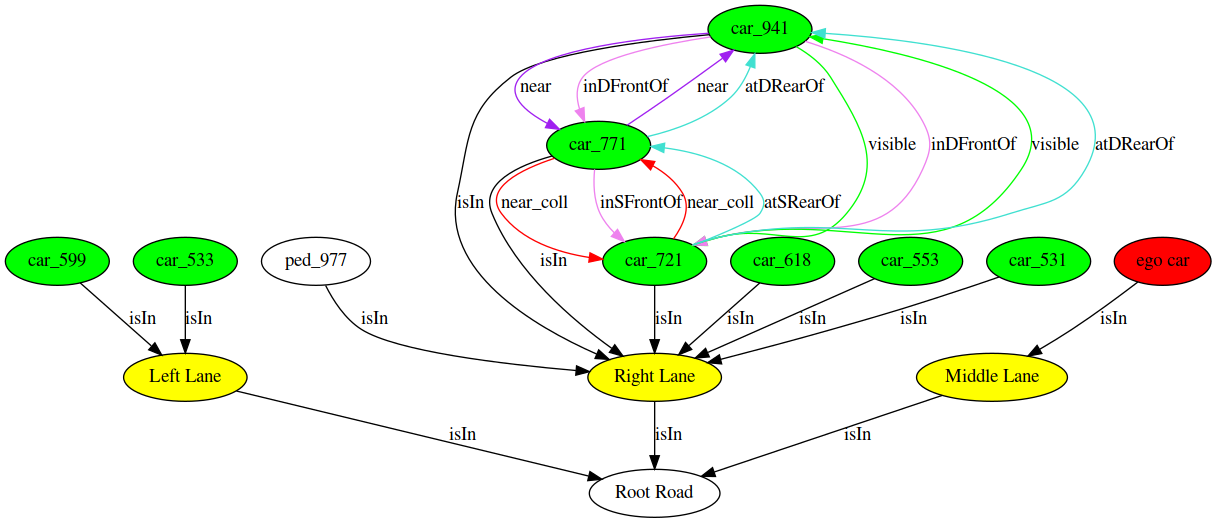 car_941
near
inDFrontOf
near
atDRearOf
car_771
visible
inDFrontOf
visible
atDRearOf
isIn
near_coll
inSFrontOf
near_coll
atSRearOf
car_599
car_533
ped_977
isIn
car_721
car_618
car_553
car_531
ego car
isIn
isIn
isIn
isIn
isIn
isIn
isIn
isIn
Left Lane
Right Lane
Middle Lane
isIn
isIn
isIn
Root Road